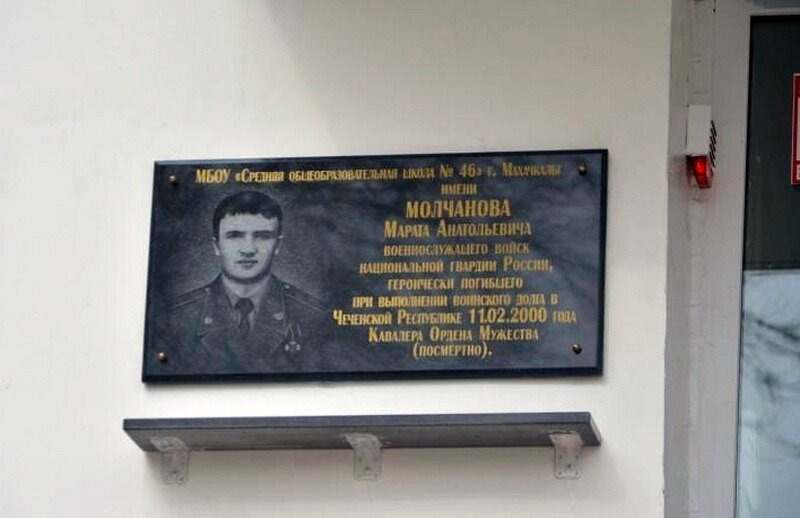 МБОУ «Средняя общеобразовательная школа № 46» г. Махачкалы
имени
МОЛЧАНОВА
Марата Анатольевича
военнослужащего войск
национальной гвардии России,
героически погибшего
при выполнении воинского долга в
Чеченской Республике 11.02.2000 года
Кавалера Ордена Мужества
(посмертно).